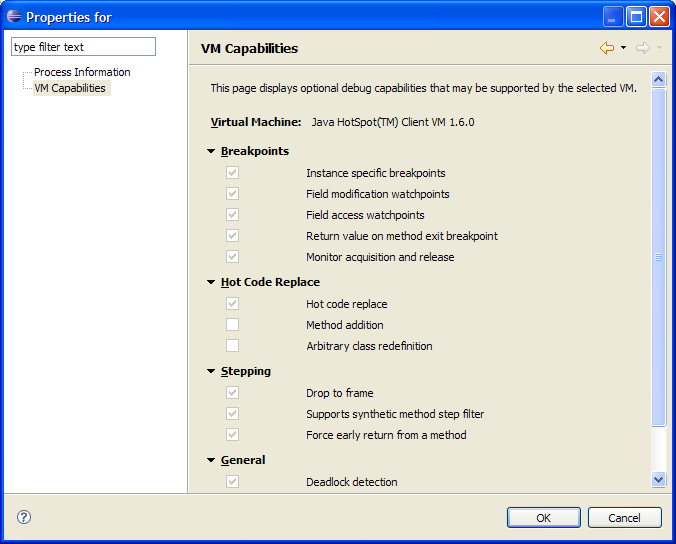 Properties for
type filter text
Process Information
VM Capabilities
VM Capabilities
This page displays optional debug capabilities that may be supported by the selected VM.
Virtual Machine: Java HotSpot(TM) Client VM 1.6.0
Breakpoints
Instance specific breakpoints
Field modification watchpoints
Field access watchpoints
Return value on method exit breakpoint
Monitor acquisition and release
Hot Code Replace
Hot code replace
Method addition
Arbitrary class redefinition
Stepping
Drop to frame
Supports synthetic method step filter
Force early return from a method
General
Deadlock detection
? OK Cancel